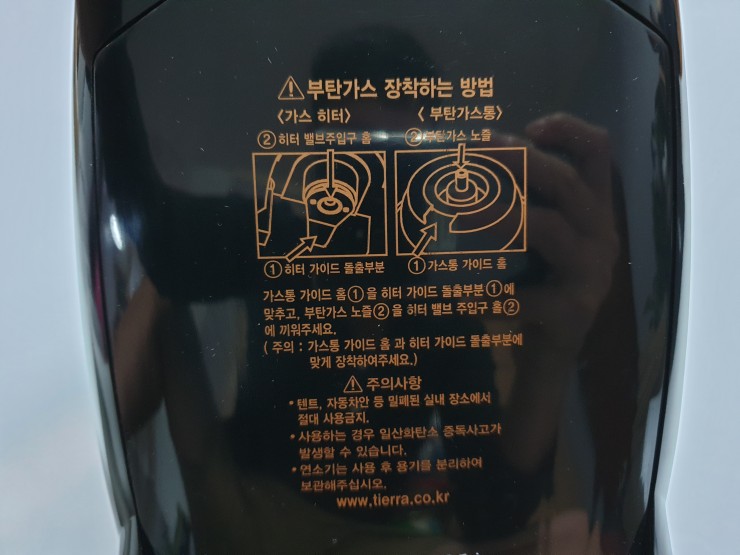 ⚠ 부탄가스 장착하는 방법
〈가스 히터〉 〈부탄가스통〉
②히터 밸브주입구 홈 ②부탄가스 노즐
①히터 가이드 돌출부분 ①가스통 가이드 홈
가스통 가이드 홈①을 히터 가이드 돌출부분①에
맞추고, 부탄가스 노즐②을 히터 밸브 주입구 홀②
에 끼워주세요.
( 주의 : 가스통 가이드 홈 과 히터 가이드 돌출부분에
맞게 장착하여주세요.)
⚠ 주의사항
• 텐트, 자동차안 등 밀폐된 실내 장소에서
절대 사용금지.
• 사용하는 경우 일산화탄소 중독사고가
발생할 수 있습니다.
• 연소기는 사용 후 용기를 분리하여
보관해주십시오.
www.tierra.co.kr